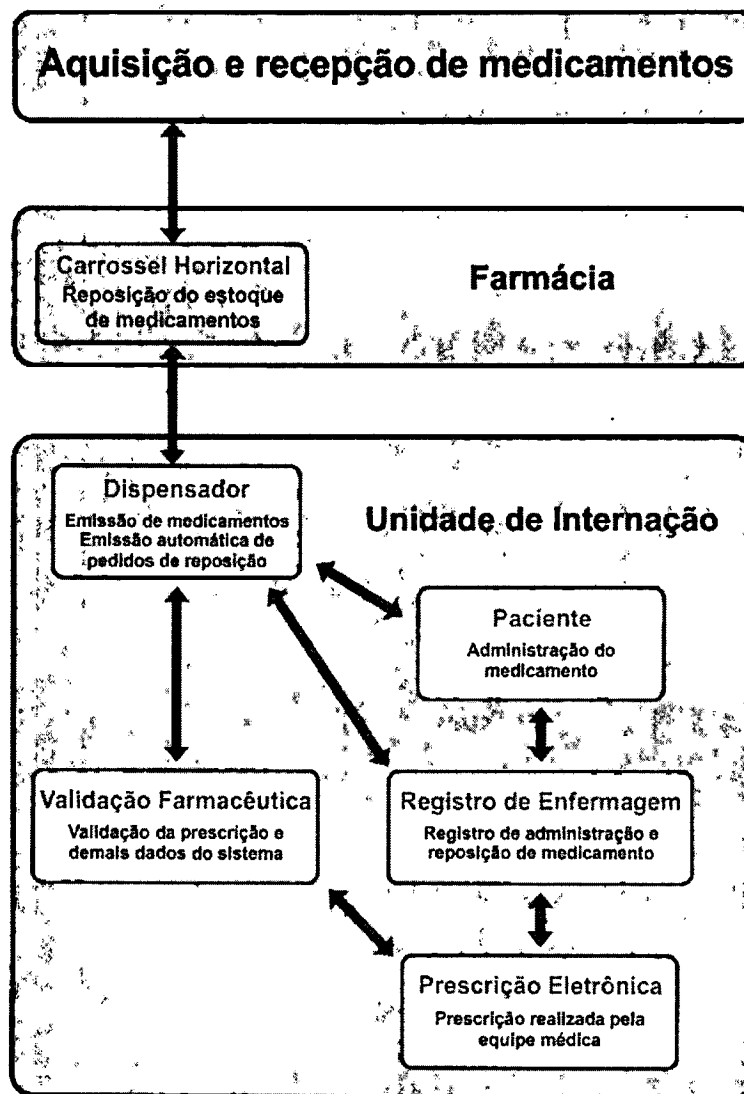 Aquisição e recepção de medicamentos
Carrossel Horizontal
Reposição do estoque
de medicamentos
Farmácia
Dispensador
Emissão de medicamentos
Emissão automática de
pedidos de reposição
Unidade de Internação
Paciente
Administração do
medicamento
Validação Farmacêutica
Validação da prescrição e
demais dados do sistema
Registro de Enfermagem
Registro de administração e
reposição de medicamento
Prescrição Eletrônica
Prescrição realizada pela
equipe médica